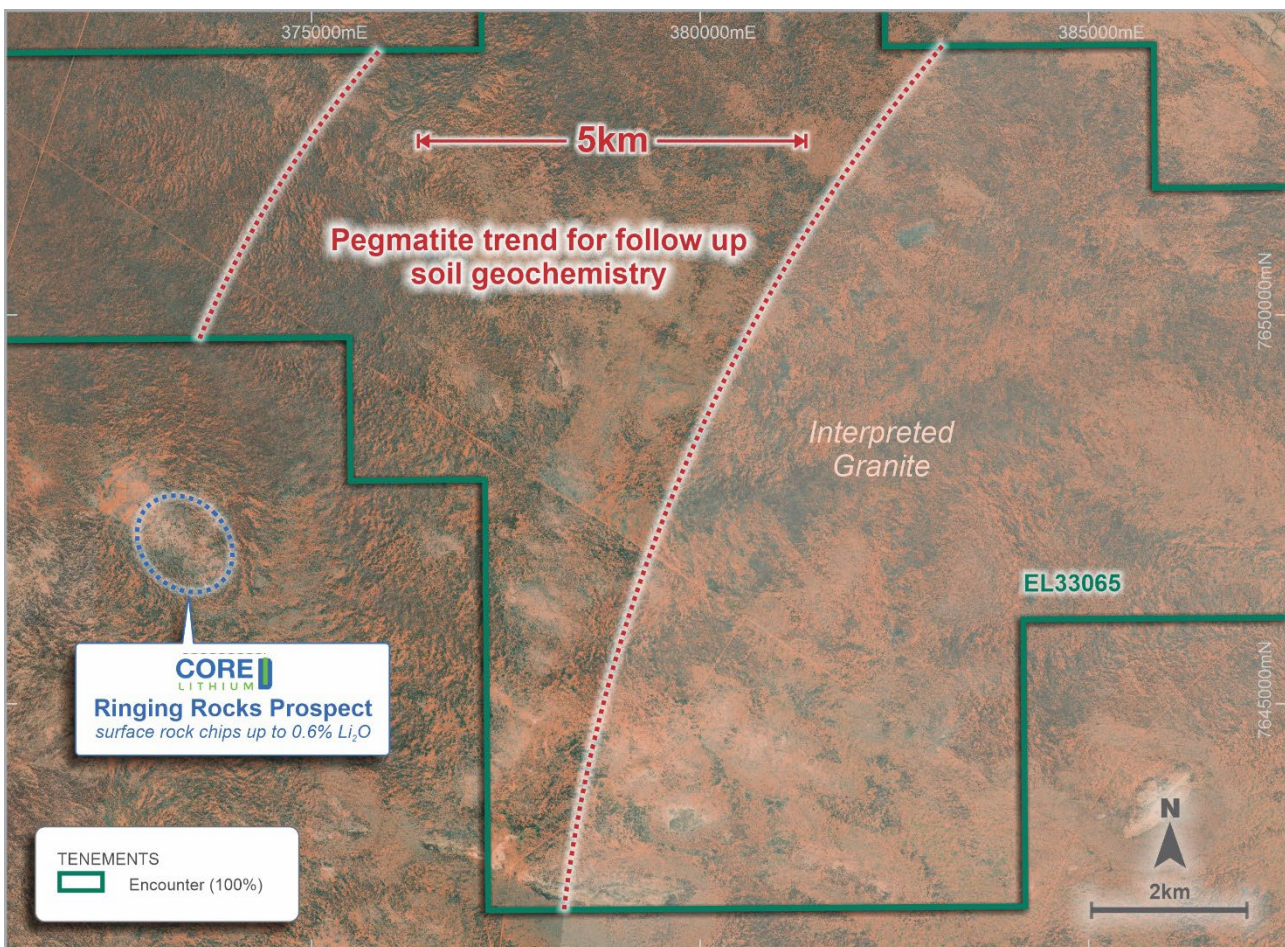 375000mE
380000mE
385000mE
5km
Pegmatite trend for follow up
soil geochemistry
7650000mN
Interpreted
Granite
EL33065
CORE
LITHIUM
Ringing Rocks Prospect
surface rock chips up to 0.6% Li₂O
7645000mN
TENEMENTS
Encounter (100%)
N
2km